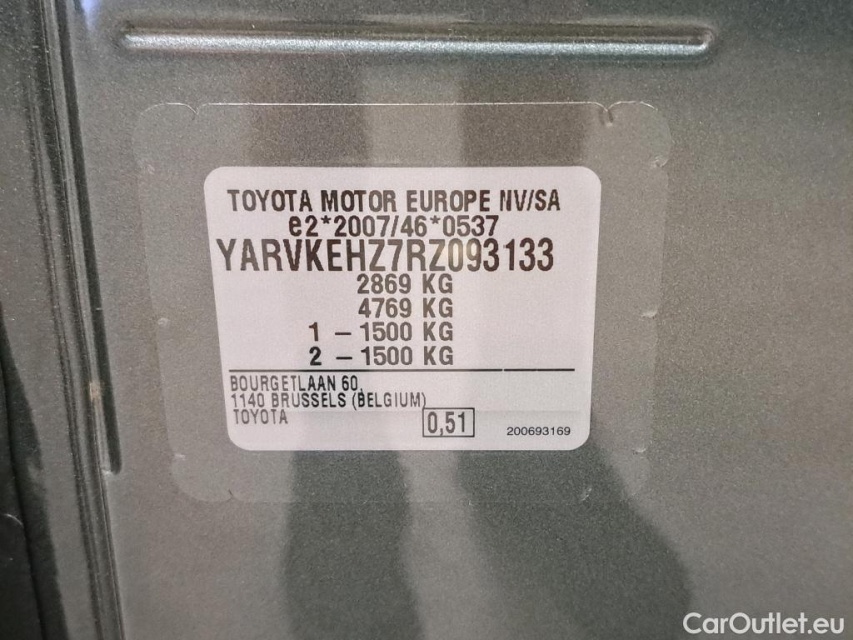 TOYOTA MOTOR EUROPE NV/SA
e2*2007/46*0537
YARVKEHZ7RZ093133
2869 KG
4769 KG
1 – 1500 KG
2 – 1500 KG
BOURGETLAAN 60,
1140 BRUSSELS (BELGIUM)
TOYOTA
0,51
200693169
CarOutlet.eu